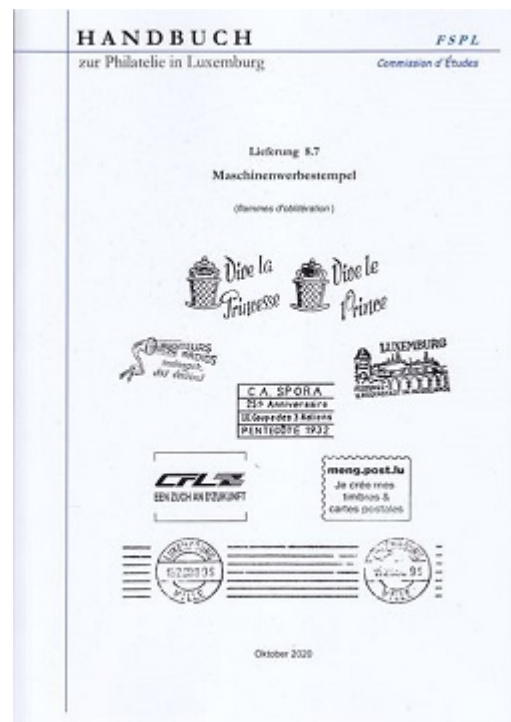 HANDBUCH
FSPL
zur Philatelie in Luxemburg
Commission d'Études
Lieferung 8.7
Maschinenwerbestempel
(flammes d'oblitération)
Vive la
Princesse
Vive le
Prince
LUXEMBURG
C.A. SPORA
25e Anniversaire
PENTECÔTE 1932
CFL
EEN ZUCH AN D'ZUKUNFT
meng.post.lu
Je crée mes
timbres &
cartes postales
VILLE
VILLE
Oktober 2020